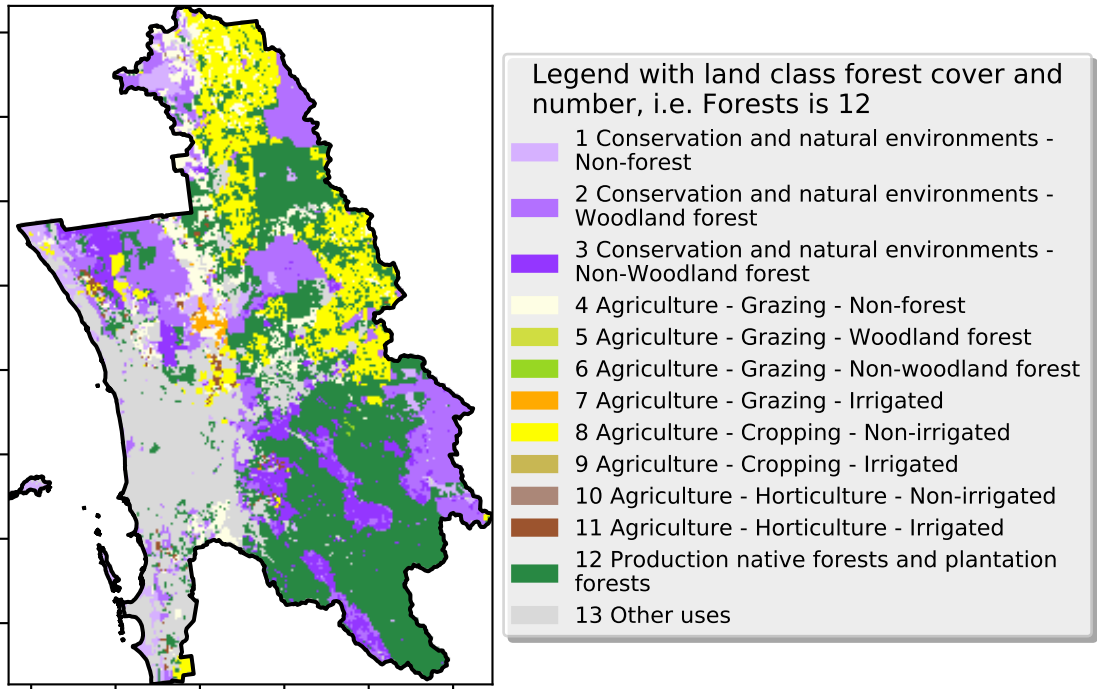 Legend with land class forest cover and
number, i.e. Forests is 12
1 Conservation and natural environments -
Non-forest
2 Conservation and natural environments -
Woodland forest
3 Conservation and natural environments -
Non-Woodland forest
4 Agriculture - Grazing - Non-forest
5 Agriculture - Grazing - Woodland forest
6 Agriculture - Grazing - Non-woodland forest
7 Agriculture - Grazing - Irrigated
8 Agriculture - Cropping - Non-irrigated
9 Agriculture - Cropping - Irrigated
10 Agriculture - Horticulture - Non-irrigated
11 Agriculture - Horticulture - Irrigated
12 Production native forests and plantation
forests
13 Other uses